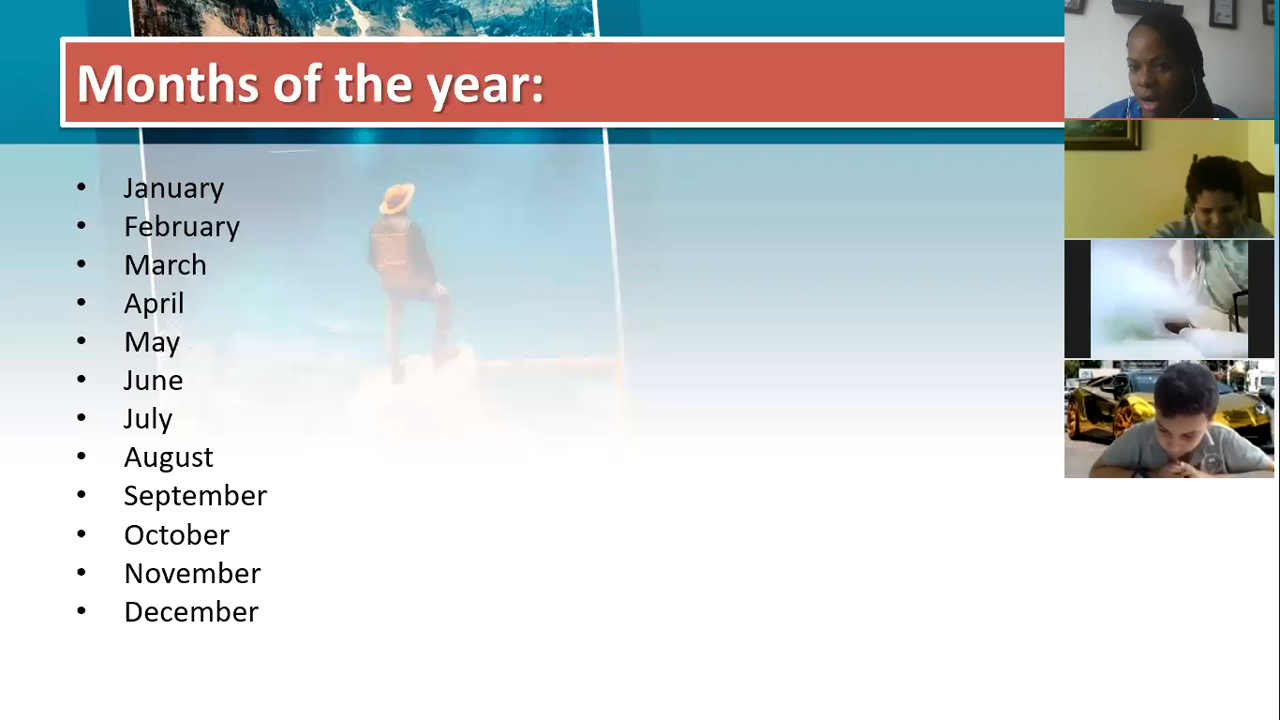 Months of the year:
• January
• February
• March
• April
• May
• June
• July
• August
• September
• October
• November
• December